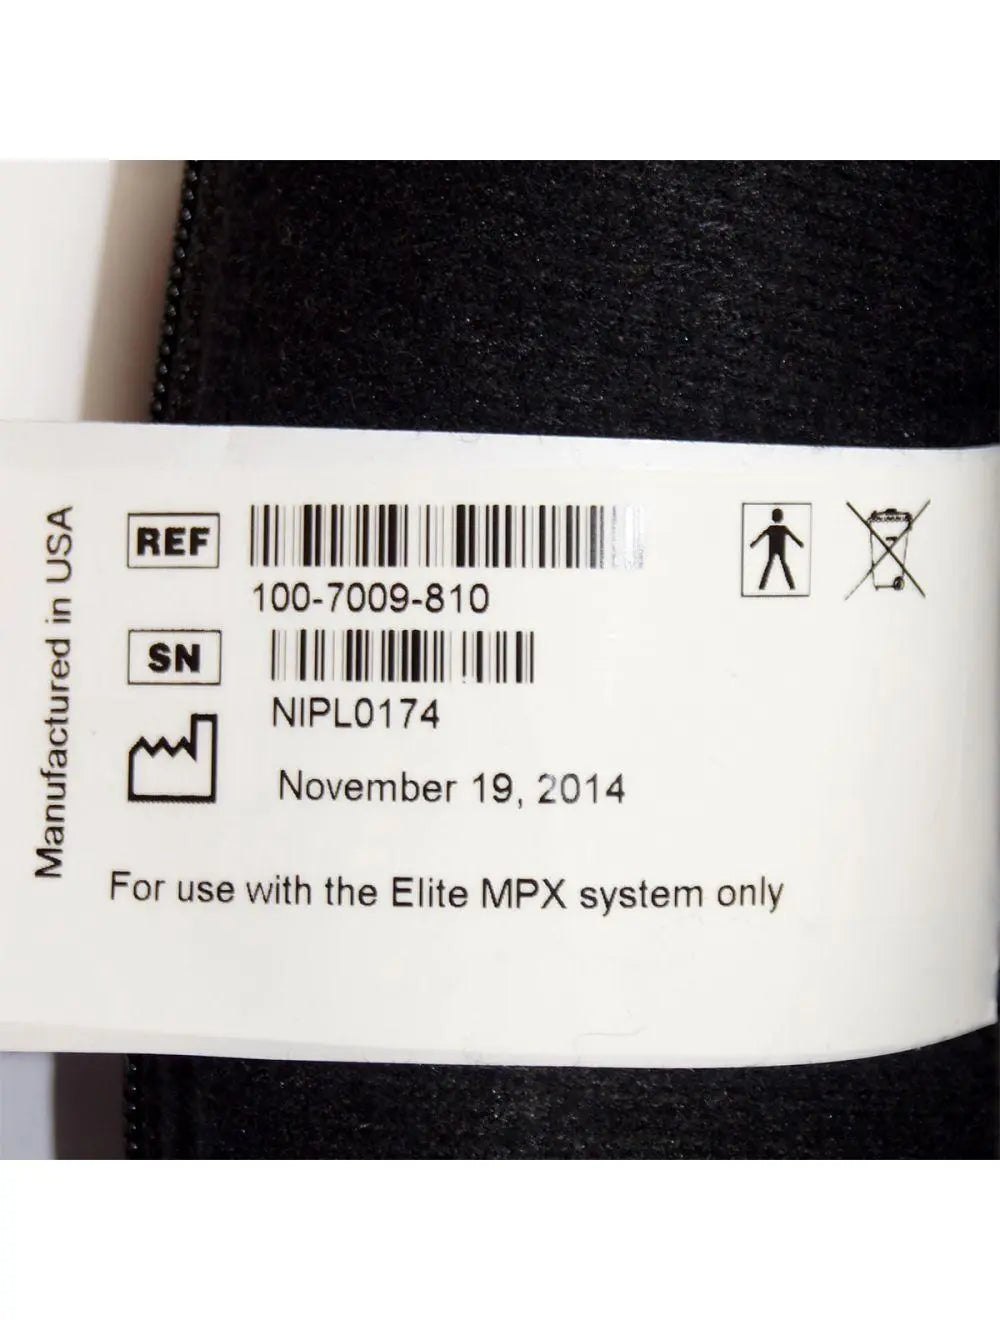 Manufactured in USA
REF
100-7009-810
SN
NIPL0174
November 19, 2014
For use with the Elite MPX system only